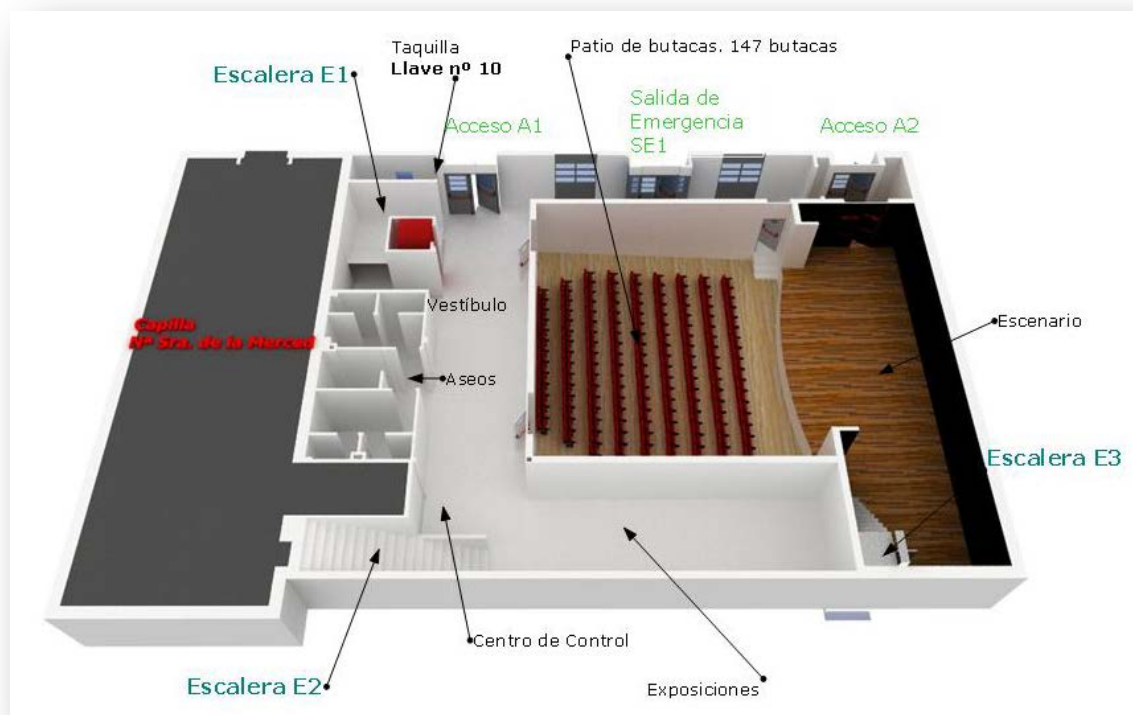 Taquilla
Llave nº 10
Patio de butacas. 147 butacas
Escalera E1
Salida de
Emergencia
SE1
Acceso A1
Acceso A2
Vestíbulo
Capilla
Nª Sra. de la Merced
Escenario
Aseos
Escalera E3
Centro de Control
Escalera E2
Exposiciones